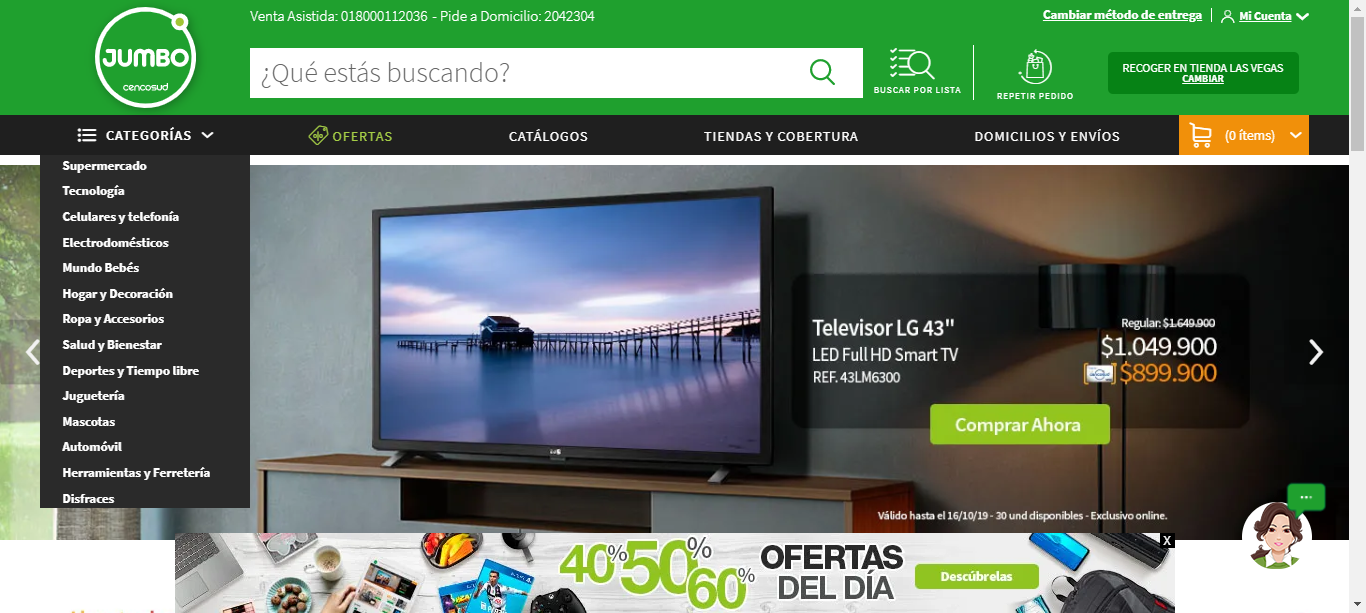 Venta Asistida: 018000112036 - Pide a Domicilio: 2042304
Cambiar método de entrega
Mi Cuenta
JUMBO
cencosud
¿Qué estás buscando?
BUSCAR POR LISTA
REPETIR PEDIDO
RECOGER EN TIENDA LAS VEGAS
CAMBIAR
CATEGORÍAS
OFERTAS
CATÁLOGOS
TIENDAS Y COBERTURA
DOMICILIOS Y ENVÍOS
(0 ítems)
Supermercado
Tecnología
Celulares y telefonía
Electrodomésticos
Mundo Bebés
Hogar y Decoración
Ropa y Accesorios
Salud y Bienestar
Deportes y Tiempo libre
Juguetería
Mascotas
Automóvil
Herramientas y Ferretería
Disfraces
Televisor LG 43"
LED Full HD Smart TV
REF. 43LM6300
Regular: $1.649.900
$1.049.900
$899.900
Comprar Ahora
Válido hasta el 16/10/19 - 30 und disponibles - Exclusivo online.
X
40% 50% 60%
OFERTAS
DEL DÍA
Descúbrelas